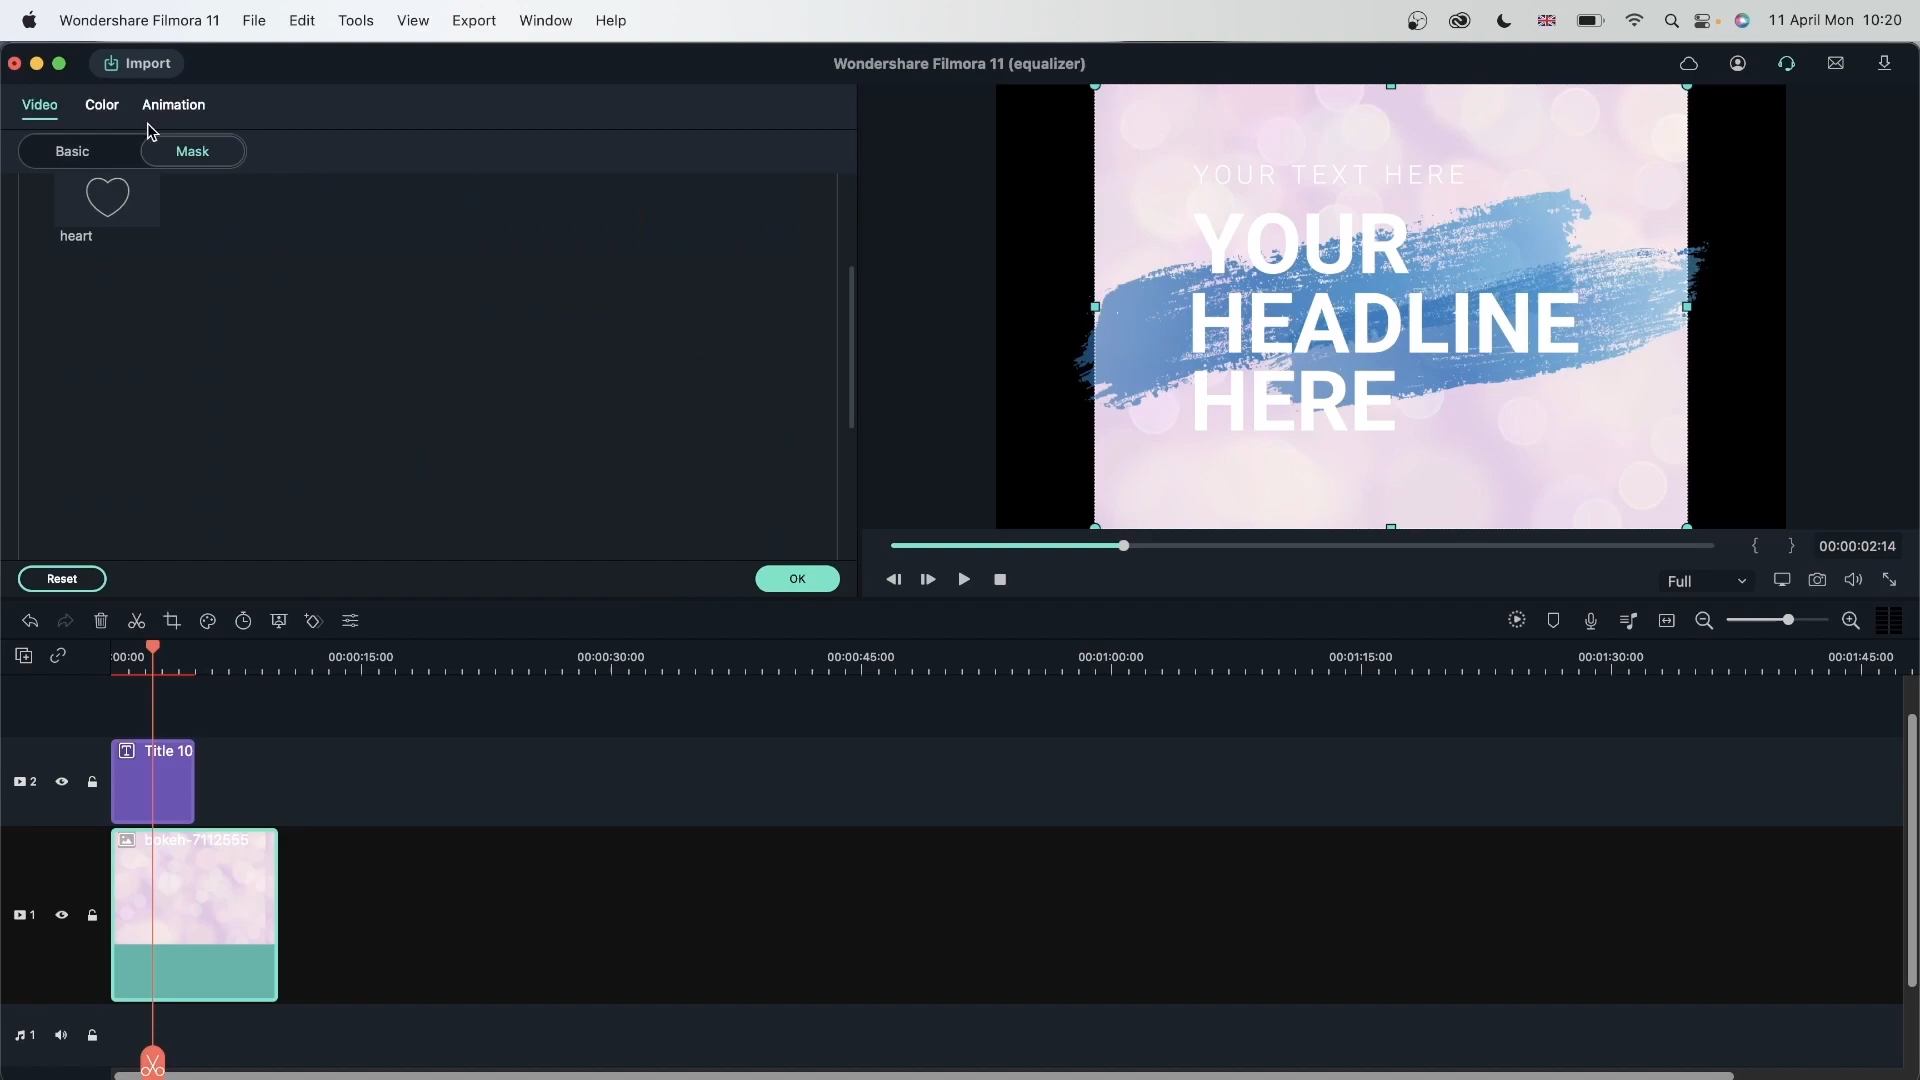 Wondershare Filmora 11 File Edit Tools View Export Window Help 11 April Mon 10:20
Import Wondershare Filmora 11 (equalizer)
Video Color Animation
Basic Mask
heart
YOUR TEXT HERE
YOUR
HEADLINE
HERE
00:00:02:14
Reset OK Full
:00:00 00:00:15:00 00:00:30:00 00:00:45:00 00:01:00:00 00:01:15:00 00:01:30:00 00:01:45:00
Title 10
2
bokeh-7112555
1
1